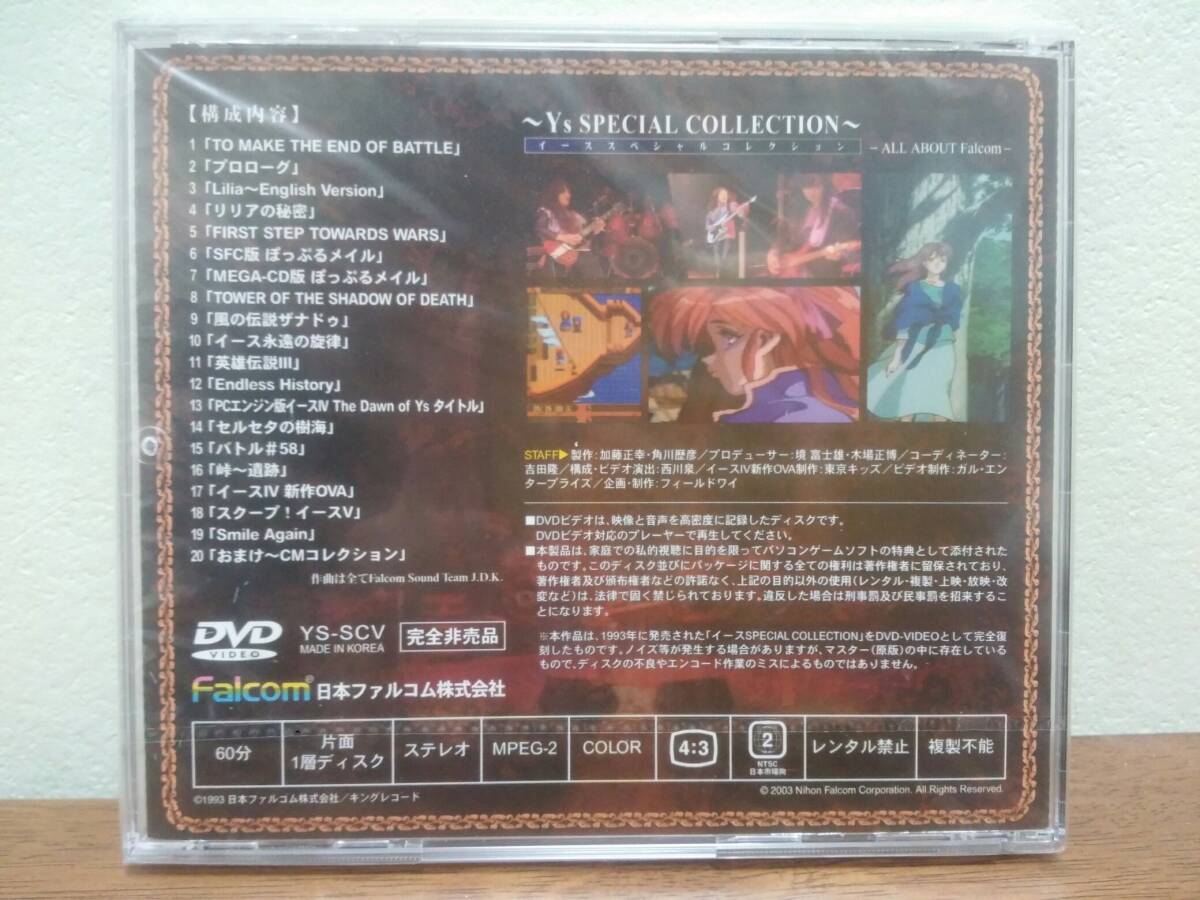 【構成内容】
1「TO MAKE THE END OF BATTLE」
2「プロローグ」
3「Lilia～English Version」
4「リリアの秘密」
5「FIRST STEP TOWARDS WARS」
6「SFC版 ぽっぷるメイル」
7「MEGA-CD版 ぽっぷるメイル」
8「TOWER OF THE SHADOW OF DEATH」
9「風の伝説ザナドゥ」
10「イース永遠の旋律」
11「英雄伝説III」
12「Endless History」
13「PCエンジン版イースIV The Dawn of Ys タイトル」
14「セルセタの樹海」
15「バトル＃58」
16「峠～遺跡」
17「イースIV 新作OVA」
18「スクープ！イースV」
19「Smile Again」
20「おまけ～CMコレクション」
作曲は全てFalcom Sound Team J.D.K.
～Ys SPECIAL COLLECTION～
イーススペシャルコレクション
－ALL ABOUT Falcom－
STAFF▶製作：加藤正幸・角川歴彦／プロデューサー：境 富士雄・木場正博／コーディネーター：
吉田隆／構成・ビデオ演出：西川泉／イースIV新作OVA制作：東京キッズ／ビデオ制作：ガル・エン
タープライズ／企画・制作：フィールドワイ
■DVDビデオは、映像と音声を高密度に記録したディスクです。
DVDビデオ対応のプレーヤーで再生してください。
■本製品は、家庭での私的視聴に目的を限ってパソコンゲームソフトの特典として添付された
ものです。このディスク並びにパッケージに関する全ての権利は著作権者に留保されており、
著作権者及び頒布権者などの許諾なく、上記の目的以外の使用（レンタル・複製・上映・放映・改
変など）は、法律で固く禁じられております。違反した場合は刑事罰及び民事罰を招来するこ
とになります。
※本作品は、1993年に発売された「イースSPECIAL COLLECTION」をDVD-VIDEOとして完全復
刻したものです。ノイズ等が発生する場合がありますが、マスター（原版）の中に存在している
もので、ディスクの不良やエンコード作業のミスによるものではありません。
DVD VIDEO
YS-SCV
MADE IN KOREA
完全非売品
Falcom® 日本ファルコム株式会社
60分
片面
1層ディスク
ステレオ
MPEG-2
COLOR
4:3
2
NTSC
日本市場向
レンタル禁止
複製不能
©1993 日本ファルコム株式会社／キングレコード
© 2003 Nihon Falcom Corporation. All Rights Reserved.